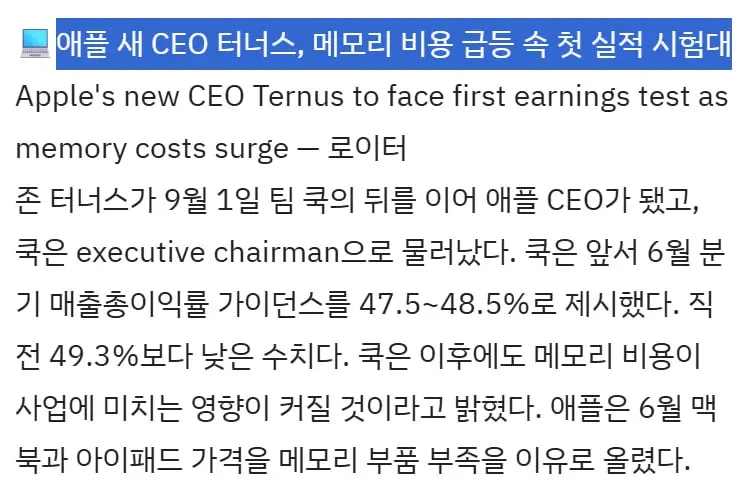 💻애플 새 CEO 터너스, 메모리 비용 급등 속 첫 실적 시험대
Apple's new CEO Ternus to face first earnings test as
memory costs surge — 로이터
존 터너스가 9월 1일 팀 쿡의 뒤를 이어 애플 CEO가 됐고,
쿡은 executive chairman으로 물러났다. 쿡은 앞서 6월 분
기 매출총이익률 가이던스를 47.5~48.5%로 제시했다. 직
전 49.3%보다 낮은 수치다. 쿡은 이후에도 메모리 비용이
사업에 미치는 영향이 커질 것이라고 밝혔다. 애플은 6월 맥
북과 아이패드 가격을 메모리 부품 부족을 이유로 올렸다.